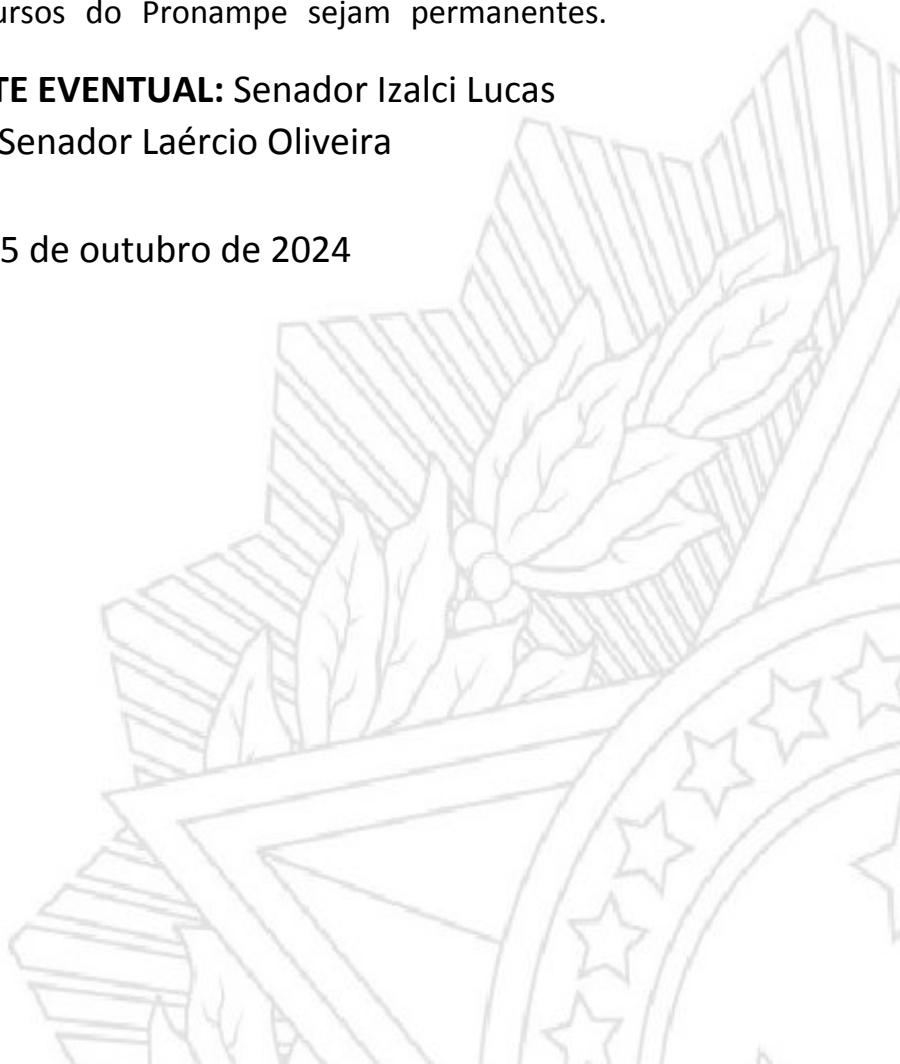 ursos do Pronampe sejam permanentes.
TE EVENTUAL: Senador Izalci Lucas
Senador Laércio Oliveira
5 de outubro de 2024